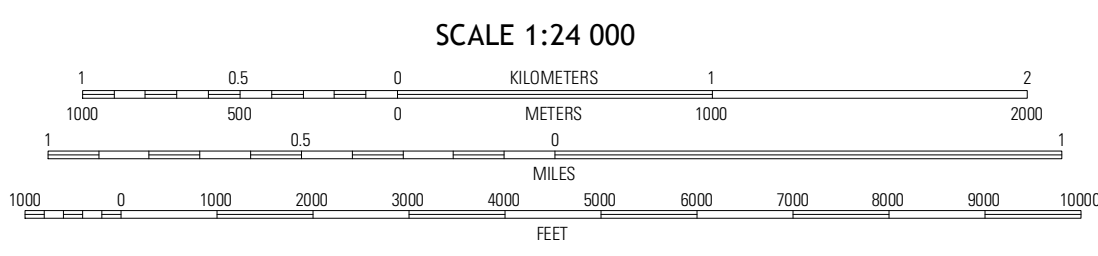 SCALE 1:24 000
1 0.5 0 KILOMETERS 1 2
1000 500 0 METERS 1000 2000
1 0.5 0 1
MILES
1000 0 1000 2000 3000 4000 5000 6000 7000 8000 9000 10000
FEET